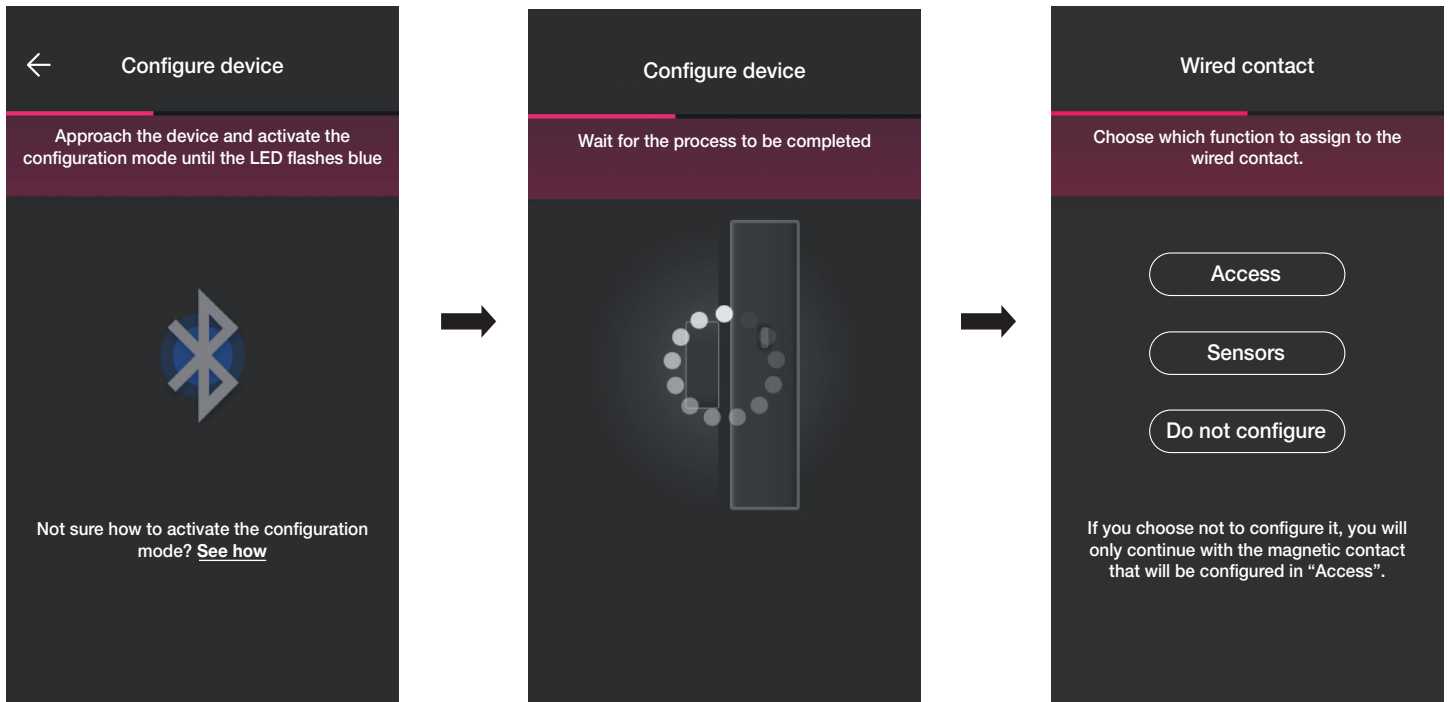 Configure device
Approach the device and activate the
configuration mode until the LED flashes blue
Not sure how to activate the configuration
mode? See how
Configure device
Wait for the process to be completed
Wired contact
Choose which function to assign to the
wired contact.
Access
Sensors
Do not configure
If you choose not to configure it, you will
only continue with the magnetic contact
that will be configured in “Access”.